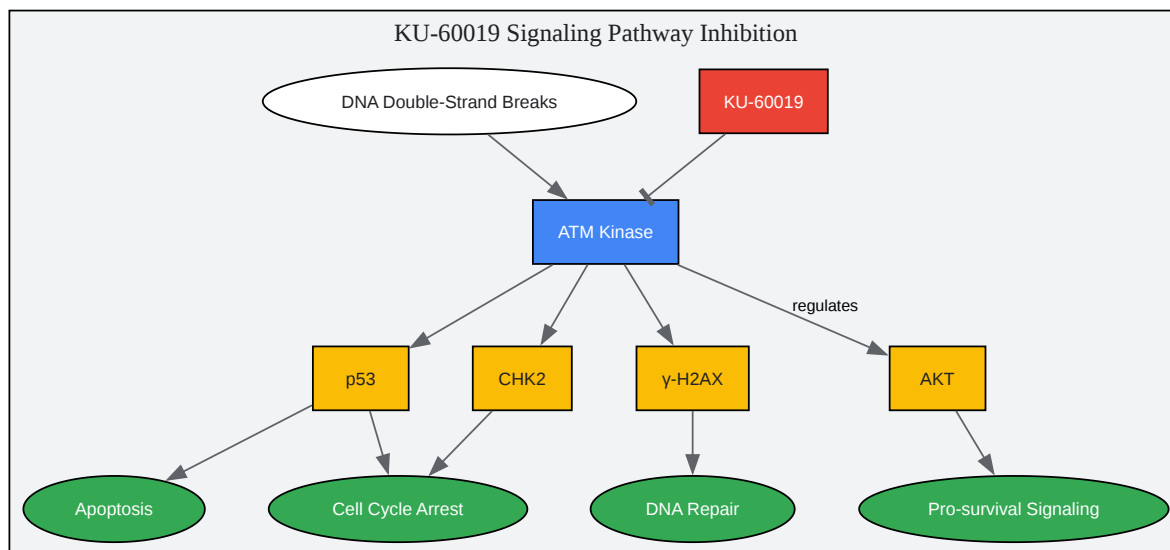 KU-60019 Signaling Pathway Inhibition
DNA Double-Strand Breaks
KU-60019
ATM Kinase
regulates
p53
CHK2
γ-H2AX
AKT
Apoptosis
Cell Cycle Arrest
DNA Repair
Pro-survival Signaling